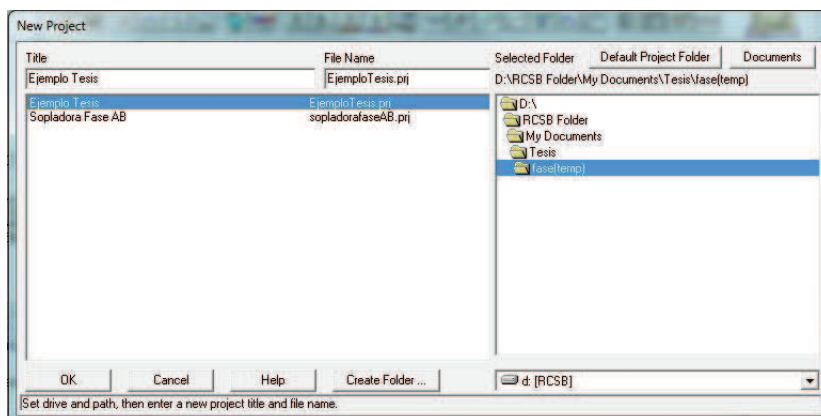 New Project
Title File Name Selected Folder Default Project Folder Documents
Ejemplo Tesis EjemploTesis.prj D:\RCSB Folder\My Documents\Tesis\fase(temp)
Ejemplo Tesis EjemploTesis.prj D:\
Sopladora Fase AB sopladorafaseAB.prj RCSB Folder
My Documents
Tesis
fase(temp)
OK Cancel Help Create Folder ... d: [RCSB]
Set drive and path, then enter a new project title and file name.